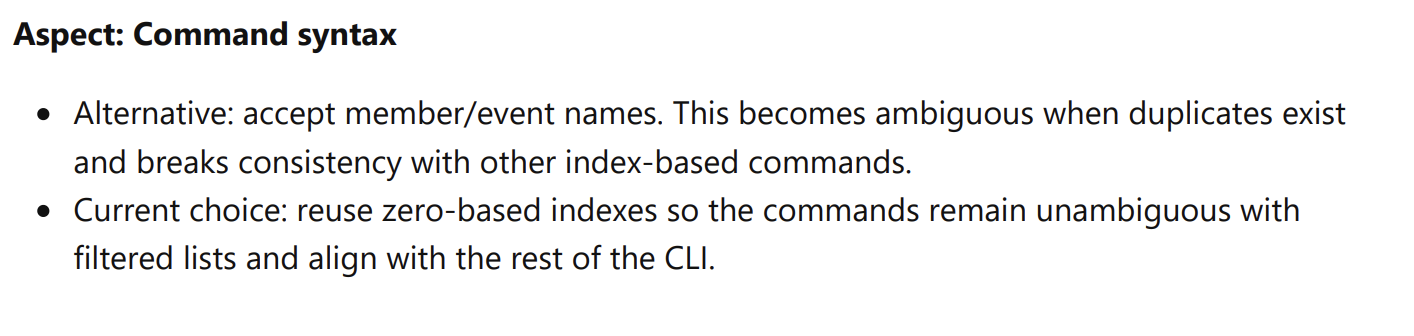 Aspect: Command syntax
• Alternative: accept member/event names. This becomes ambiguous when duplicates exist
and breaks consistency with other index-based commands.
• Current choice: reuse zero-based indexes so the commands remain unambiguous with
filtered lists and align with the rest of the CLI.